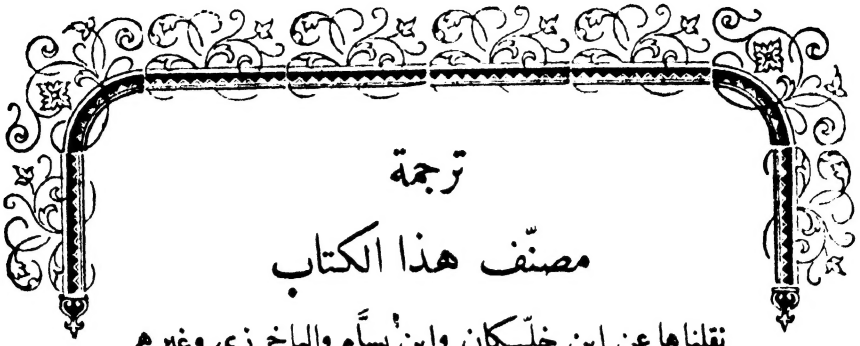 ترجمة
مصنّف هذا الكتاب
نقلناها عن ابن خلّكان وابن بسَّام والباخرزي وغيرهم